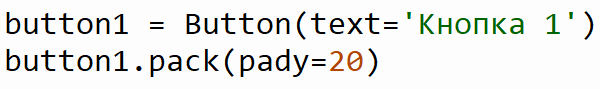 button1 = Button(text='Кнопка 1')
button1.pack(pady=20)